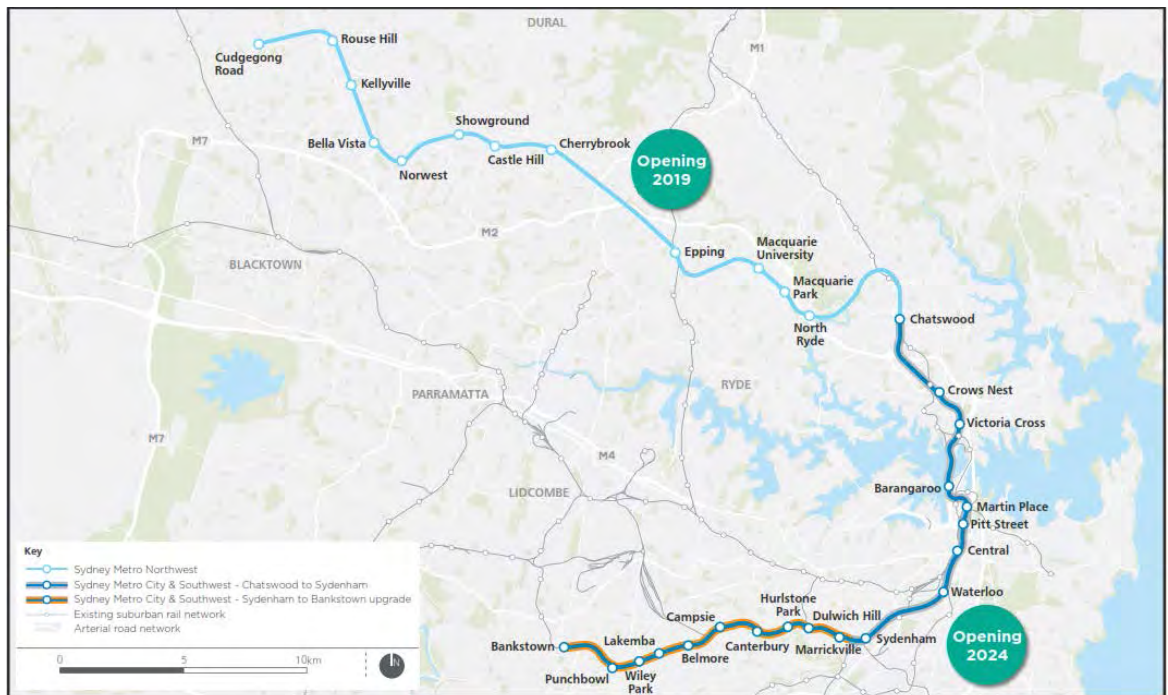 DURAL
M1
Rouse Hill
Cudgegong
Road
Kellyville
Showground
M7
Bella Vista
Cherrybrook
Castle Hill
Norwest
Opening
2019
M2
Epping
Macquarie
University
BLACKTOWN
Macquarie
Park
North
Ryde
Chatswood
RYDE
PARRAMATTA
Crows Nest
Victoria Cross
M7
M4
LIDCOMBE
Barangaroo
Martin Place
Pitt Street
Central
Waterloo
Hurlstone
Park
Dulwich Hill
Campsie
Lakemba
Bankstown
Canterbury
Sydenham
Marrickville
Belmore
Punchbowl
Wiley
Park
Opening
2024
Key
Sydney Metro Northwest
Sydney Metro City & Southwest - Chatswood to Sydenham
Sydney Metro City & Southwest - Sydenham to Bankstown upgrade
Existing suburban rail network
Arterial road network
0 5 10km
N